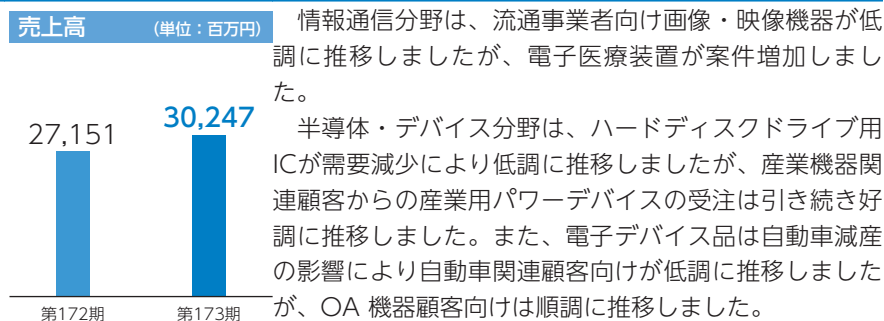 売上高 (単位：百万円)
27,151
30,247
第172期 第173期
　情報通信分野は、流通事業者向け画像・映像機器が低
調に推移しましたが、電子医療装置が案件増加しまし
た。
　半導体・デバイス分野は、ハードディスクドライブ用
ICが需要減少により低調に推移しましたが、産業機器関
連顧客からの産業用パワーデバイスの受注は引き続き好
調に推移しました。また、電子デバイス品は自動車減産
の影響により自動車関連顧客向けが低調に推移しました
が、OA 機器顧客向けは順調に推移しました。